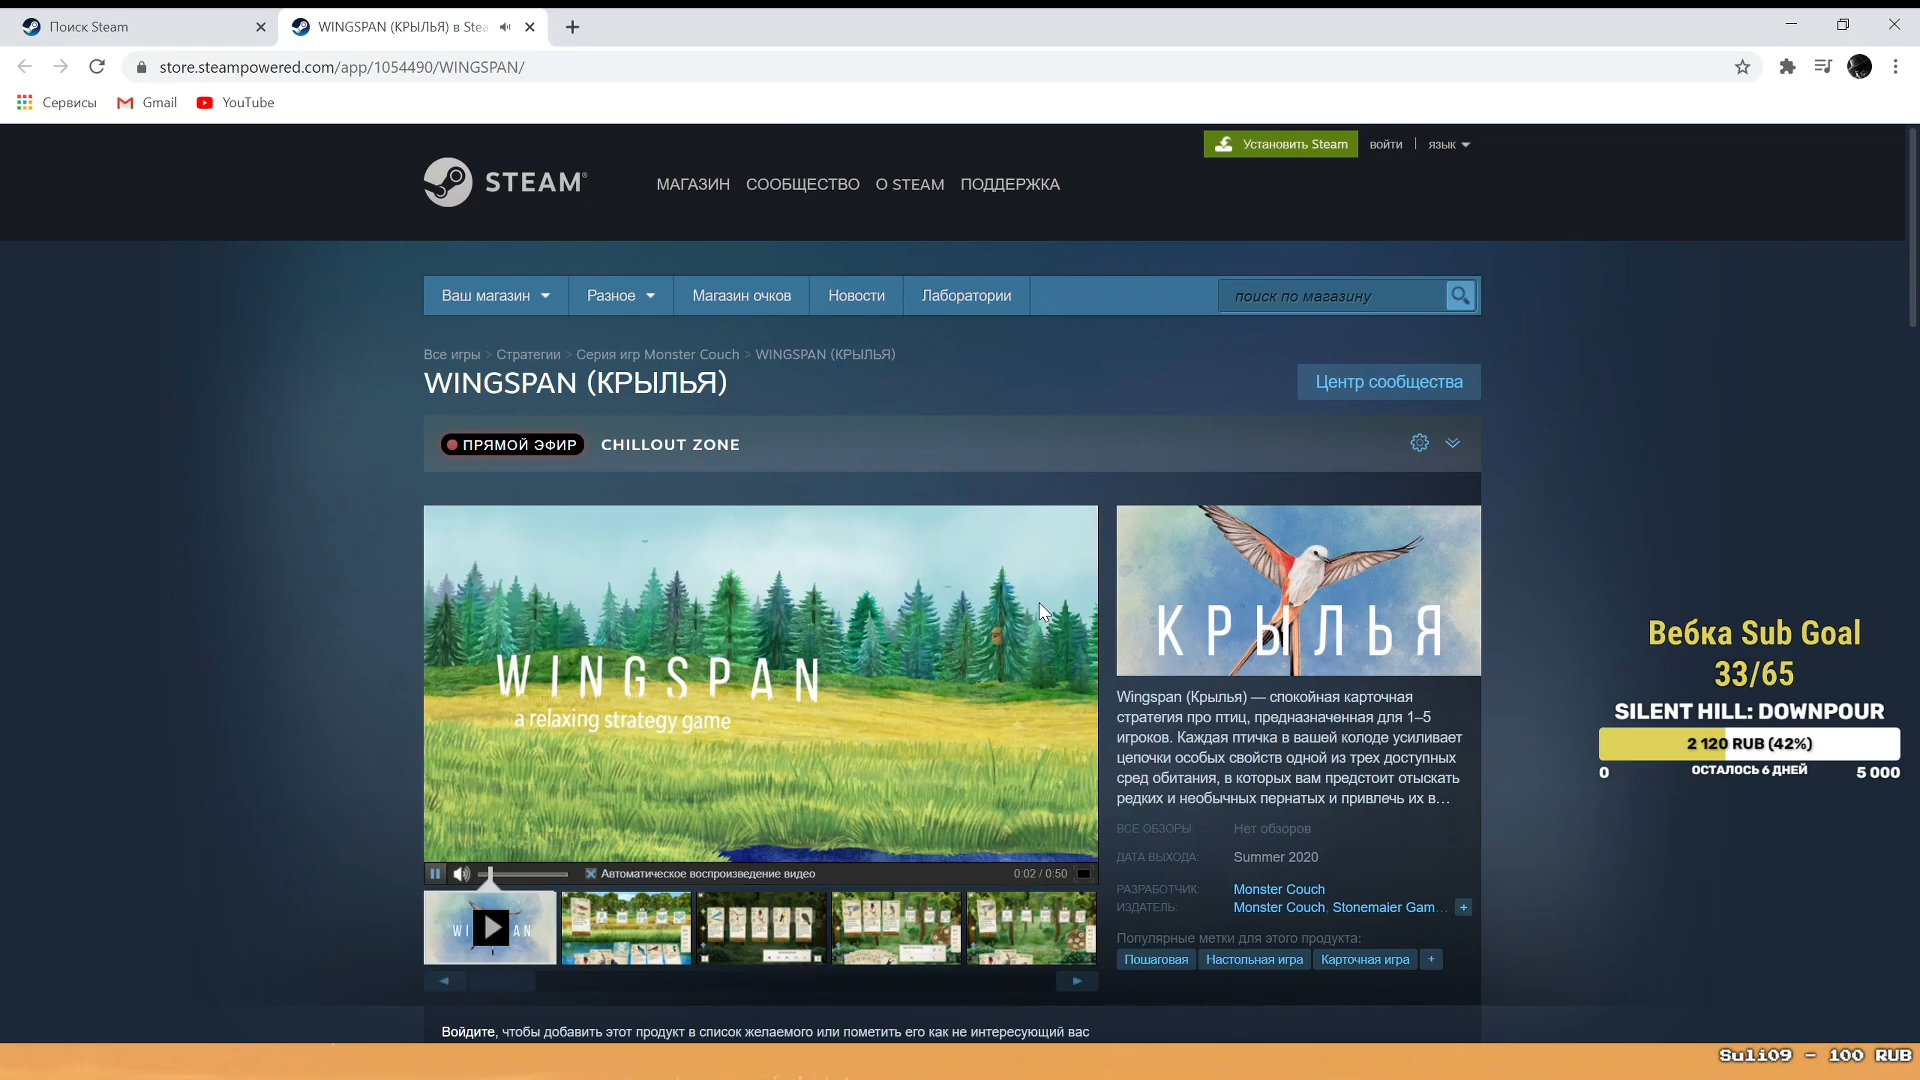 Поиск Steam
WINGSPAN (КРЫЛЬЯ) в Stea
store.steampowered.com/app/1054490/WINGSPAN/
Сервисы
Gmail
YouTube
Установить Steam
войти
язык
STEAM®
МАГАЗИН
СООБЩЕСТВО
О STEAM
ПОДДЕРЖКА
Ваш магазин
Разное
Магазин очков
Новости
Лаборатории
поиск по магазину
Все игры > Стратегии > Серия игр Monster Couch > WINGSPAN (КРЫЛЬЯ)
WINGSPAN (КРЫЛЬЯ)
Центр сообщества
ПРЯМОЙ ЭФИР
CHILLOUT ZONE
WINGSPAN
a relaxing strategy game
КРЫЛЬЯ
Wingspan (Крылья) — спокойная карточная
стратегия про птиц, предназначенная для 1–5
игроков. Каждая птичка в вашей колоде усиливает
цепочки особых свойств одной из трех доступных
сред обитания, в которых вам предстоит отыскать
редких и необычных пернатых и привлечь их в...
ВСЕ ОБЗОРЫ: Нет обзоров
ДАТА ВЫХОДА: Summer 2020
РАЗРАБОТЧИК: Monster Couch
ИЗДАТЕЛЬ: Monster Couch, Stonemaier Gam... +
Популярные метки для этого продукта:
Пошаговая
Настольная игра
Карточная игра
+
Автоматическое воспроизведение видео
0:02 / 0:50
Войдите, чтобы добавить этот продукт в список желаемого или пометить его как не интересующий вас
Вебка Sub Goal
33/65
SILENT HILL: DOWNPOUR
2 120 RUB (42%)
0
ОСТАЛОСЬ 6 ДНЕЙ
5 000
Suli09 - 100 RUB